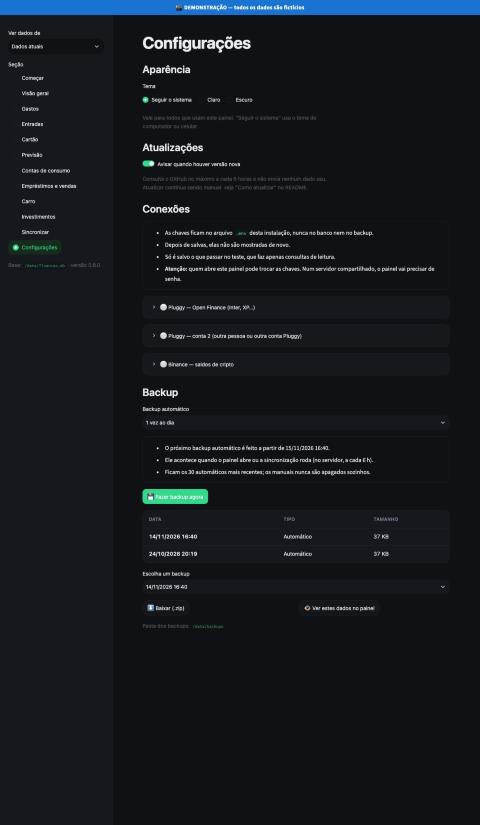 DEMONSTRAÇÃO — todos os dados são fictícios
Ver dados de
Dados atuais
Seção
Começar
Visão geral
Gastos
Entradas
Cartão
Previsão
Contas de consumo
Empréstimos e vendas
Carro
Investimentos
Sincronizar
Configurações
Base: /data/financas.db · versão 0.8.0
Configurações
Aparência
Tema
Seguir o sistema
Claro
Escuro
Vale para todos que usam este painel. "Seguir o sistema" usa o tema do
computador ou celular.
Atualizações
Avisar quando houver versão nova
Consulta o GitHub no máximo a cada 6 horas e não envia nenhum dado seu.
Atualizar continua sendo manual: veja "Como atualizar" no README.
Conexões
As chaves ficam no arquivo .env desta instalação, nunca no banco nem no backup.
Depois de salvas, elas não são mostradas de novo.
Só é salvo o que passar no teste, que faz apenas consultas de leitura.
Atenção: quem abre este painel pode trocar as chaves. Num servidor compartilhado, o painel vai precisar de
senha.
Pluggy — Open Finance (Inter, XP...)
Pluggy — conta 2 (outra pessoa ou outra conta Pluggy)
Binance — saldos de cripto
Backup
Backup automático
1 vez ao dia
O próximo backup automático é feito a partir de 15/11/2026 16:40.
Ele acontece quando o painel abre ou a sincronização roda (no servidor, a cada 6 h).
Ficam os 30 automáticos mais recentes; os manuais nunca são apagados sozinhos.
Fazer backup agora
DATA TIPO TAMANHO
14/11/2026 16:40 Automático 37 KB
24/10/2026 20:19 Automático 37 KB
Escolha um backup
14/11/2026 16:40
Baixar (.zip)
Ver estes dados no painel
Pasta dos backups: /data/backups